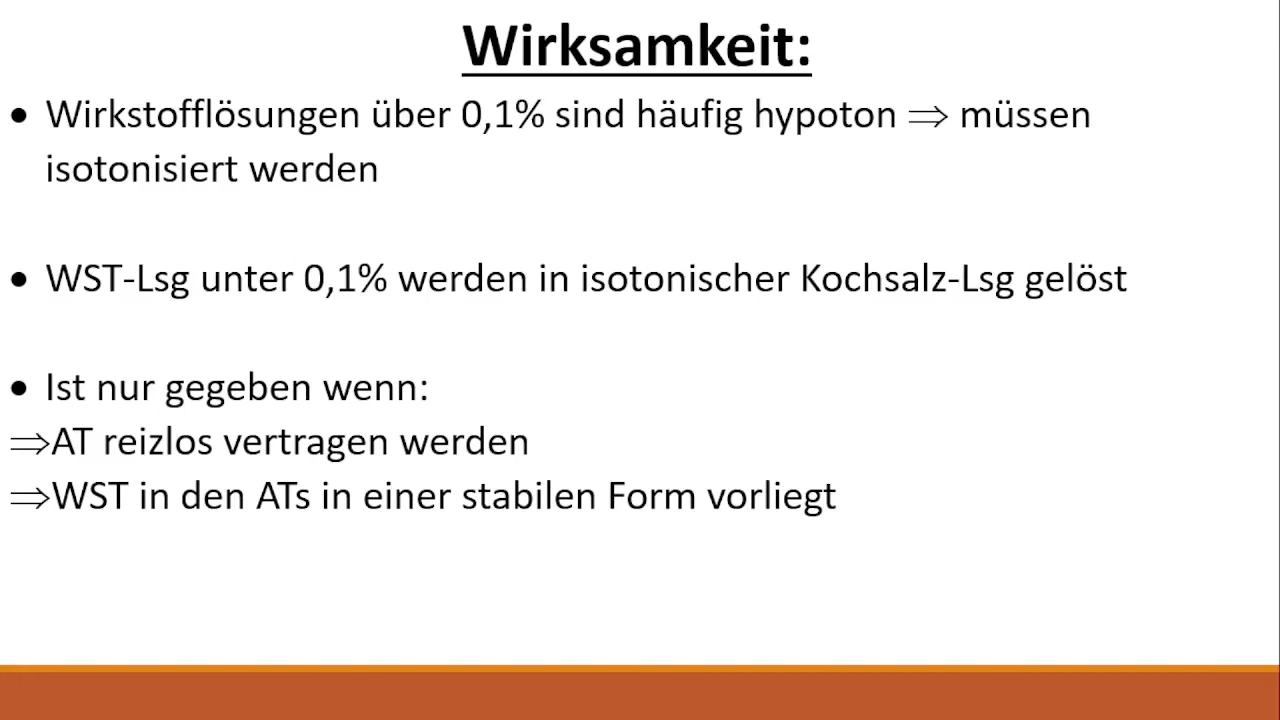 Wirksamkeit:
• Wirkstofflösungen über 0,1% sind häufig hypoton ⇒ müssen
isotonisiert werden
• WST-Lsg unter 0,1% werden in isotonischer Kochsalz-Lsg gelöst
• Ist nur gegeben wenn:
⇒AT reizlos vertragen werden
⇒WST in den ATs in einer stabilen Form vorliegt